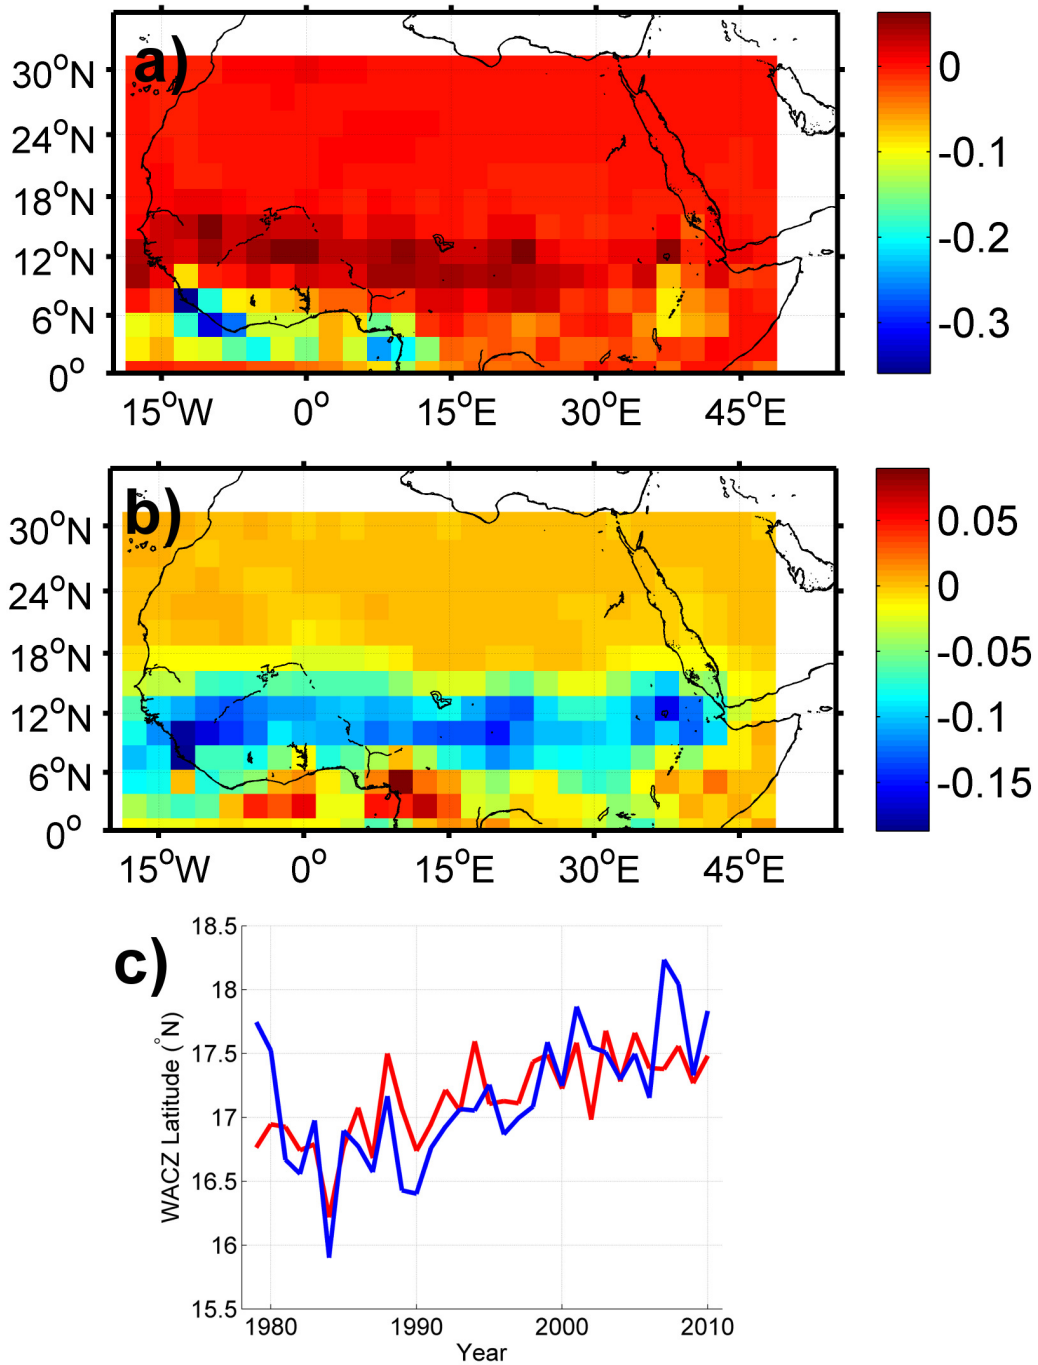 a)
30°N
24°N
18°N
12°N
6°N
0°
15°W 0° 15°E 30°E 45°E
0
-0.1
-0.2
-0.3
b)
30°N
24°N
18°N
12°N
6°N
0°
15°W 0° 15°E 30°E 45°E
0.05
0
-0.05
-0.1
-0.15
c)
WACZ Latitude (°N)
18.5
18
17.5
17
16.5
16
15.5
1980 1990 2000 2010
Year